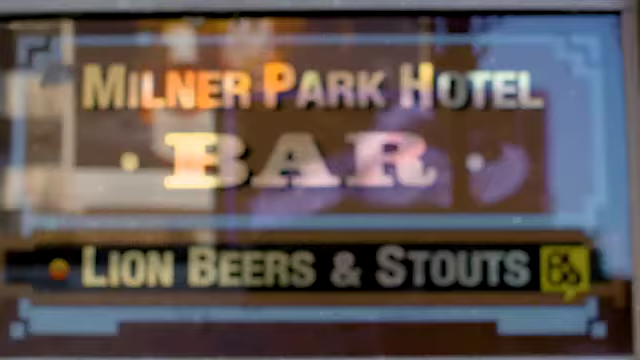 MILNER PARK HOTEL
· BAR ·
LION BEERS & STOUTS